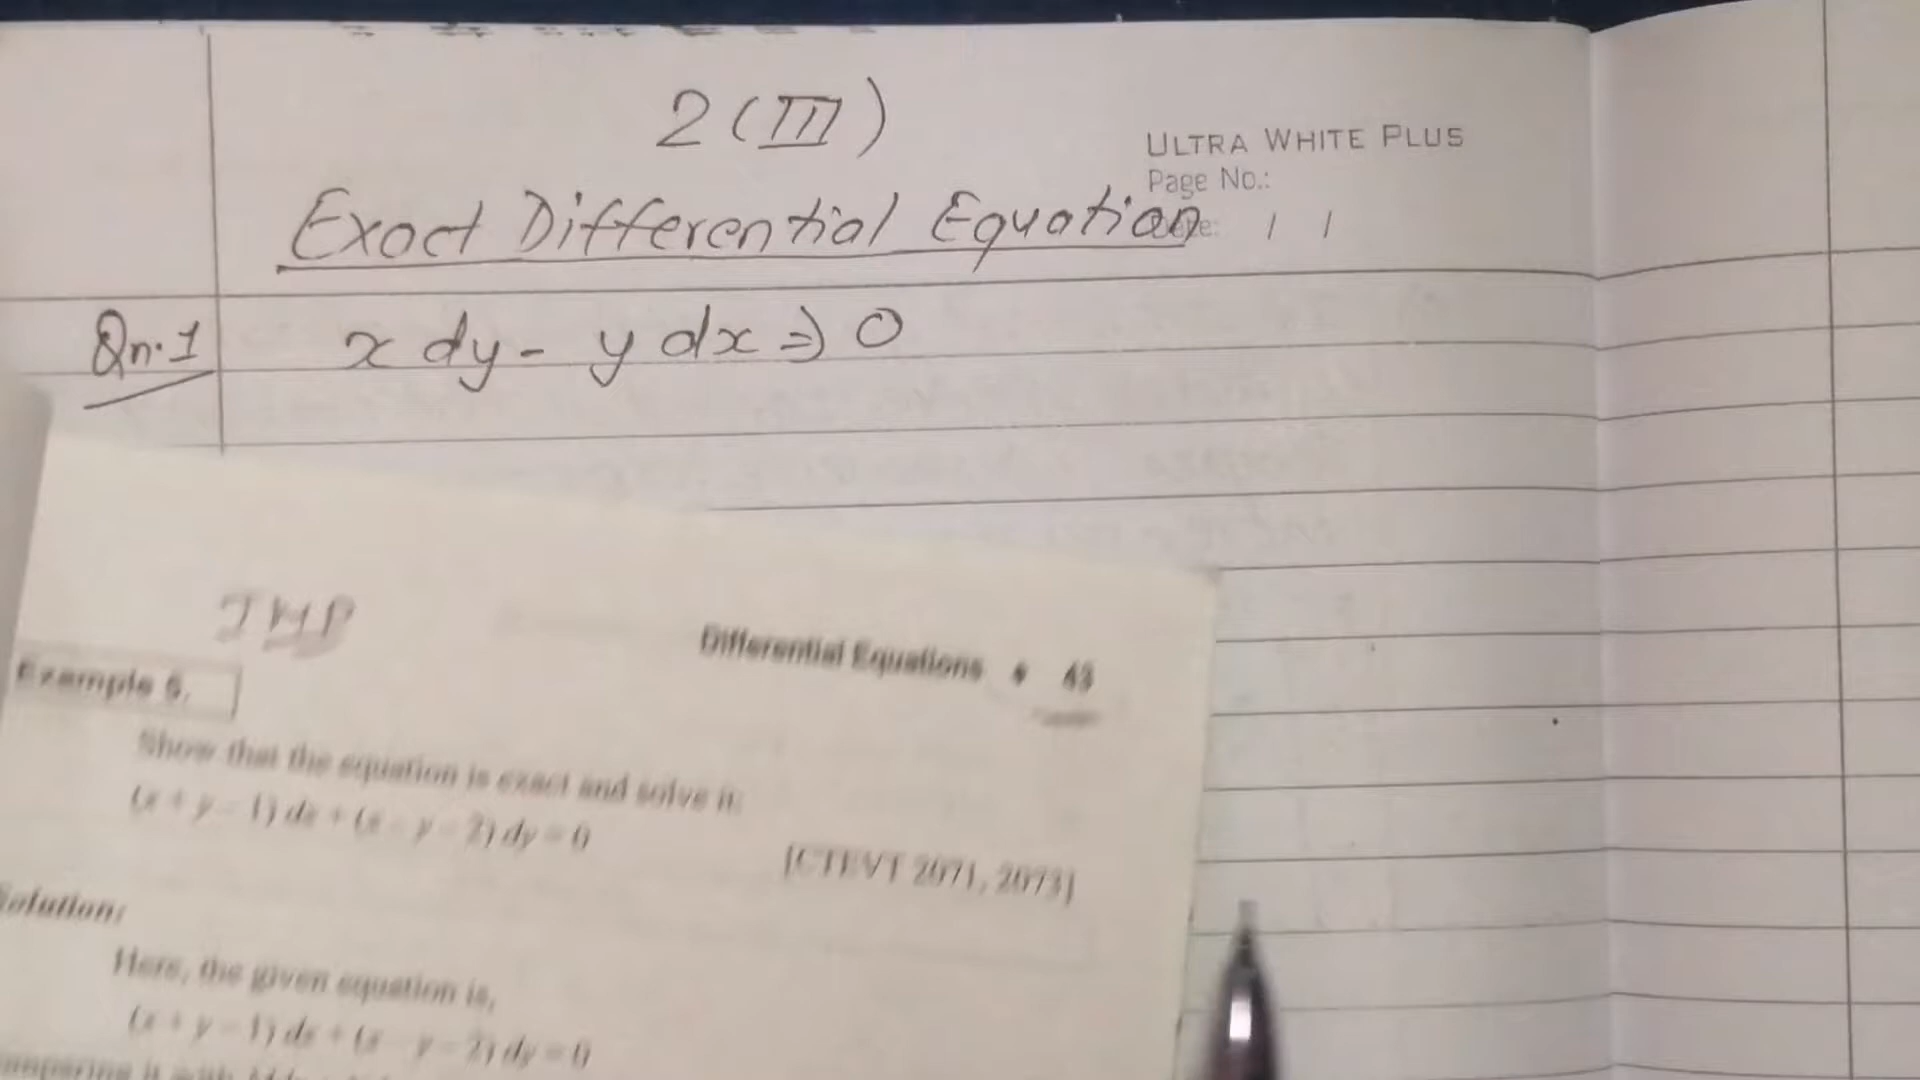 2 (III)
ULTRA WHITE PLUS
Page No.:
Exact Differential Equation
/ /
Qn.1 x dy - y dx => 0
IMP
Differential Equations • 43
Example 6.
Show that the equation is exact and solve it:
(x + y - 1) dx + (x - y - 2) dy = 0
[CTEVT 2071, 2073]
Solution:
Here, the given equation is,
(x + y - 1) dx + (x - y - 2) dy = 0